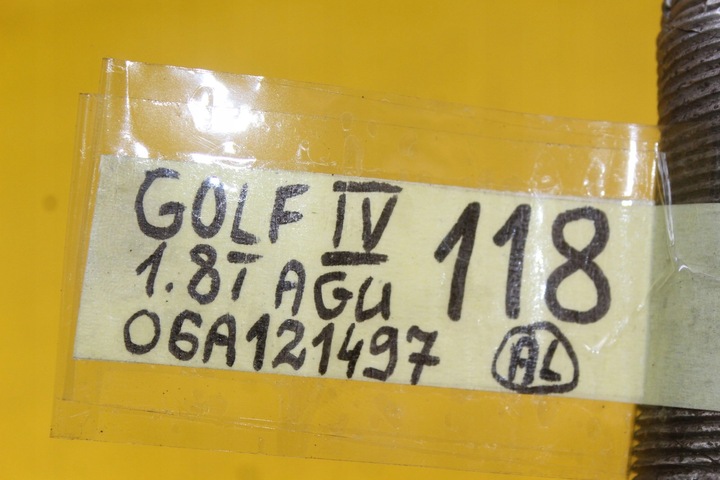 GOLF IV
1.8T AGU
06A121497
118
AL